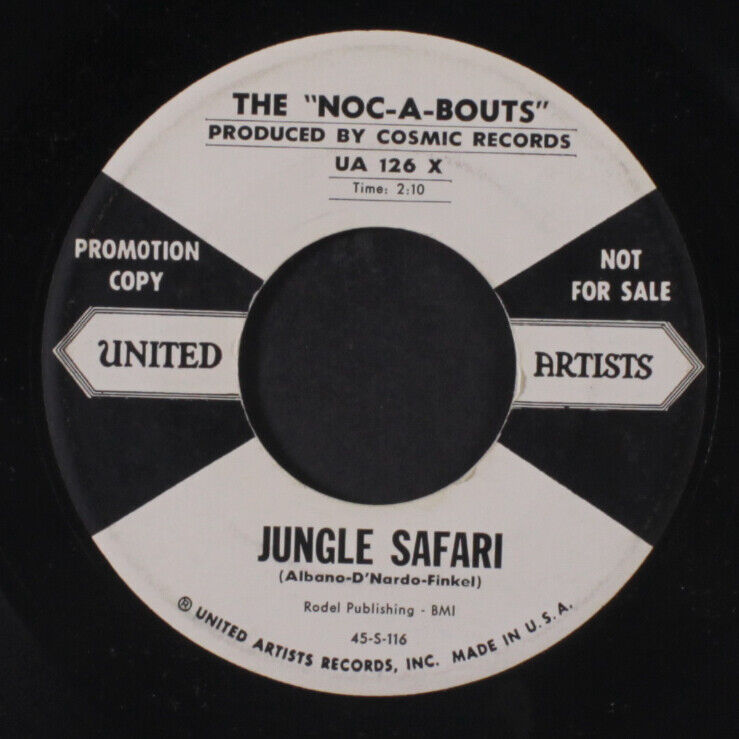 THE "NOC-A-BOUTS"
PRODUCED BY COSMIC RECORDS
UA 126 X
Time: 2:10
PROMOTION
COPY
NOT
FOR SALE
UNITED ARTISTS
JUNGLE SAFARI
(Albano-D'Nardo-Finkel)
Rodel Publishing - BMI
45-S-116
® UNITED ARTISTS RECORDS, INC. MADE IN U.S.A.